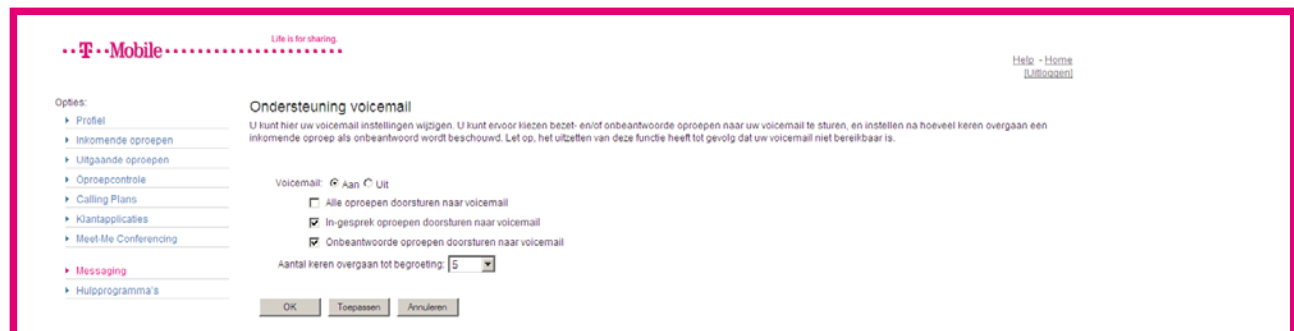 Life is for sharing.
··T··Mobile
Help - Home
[Uitloggen]
Opties:
Profiel
Inkomende oproepen
Uitgaande oproepen
Oproepcontrole
Calling Plans
Klantapplicaties
Meet-Me Conferencing
Messaging
Hulpprogramma's
Ondersteuning voicemail
U kunt hier uw voicemail instellingen wijzigen. U kunt ervoor kiezen bezet- en/of onbeantwoorde oproepen naar uw voicemail te sturen, en instellen na hoeveel keren overgaan een
inkomende oproep als onbeantwoord wordt beschouwd. Let op, het uitzetten van deze functie heeft tot gevolg dat uw voicemail niet bereikbaar is.
Voicemail: Aan Uit
Alle oproepen doorsturen naar voicemail
In-gesprek oproepen doorsturen naar voicemail
Onbeantwoorde oproepen doorsturen naar voicemail
Aantal keren overgaan tot begroeting: 5
OK Toepassen Annuleren